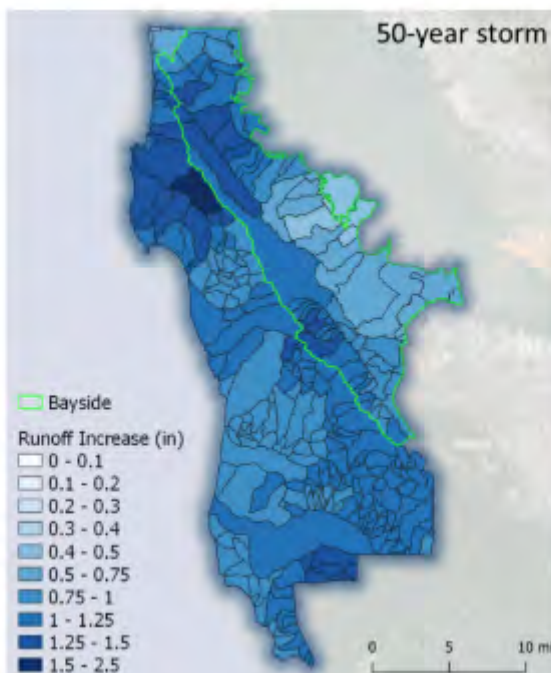 50-year storm
Bayside
Runoff Increase (in)
0 - 0.1
0.1 - 0.2
0.2 - 0.3
0.3 - 0.4
0.4 - 0.5
0.5 - 0.75
0.75 - 1
1 - 1.25
1.25 - 1.5
1.5 - 2.5
0 5 10 mi